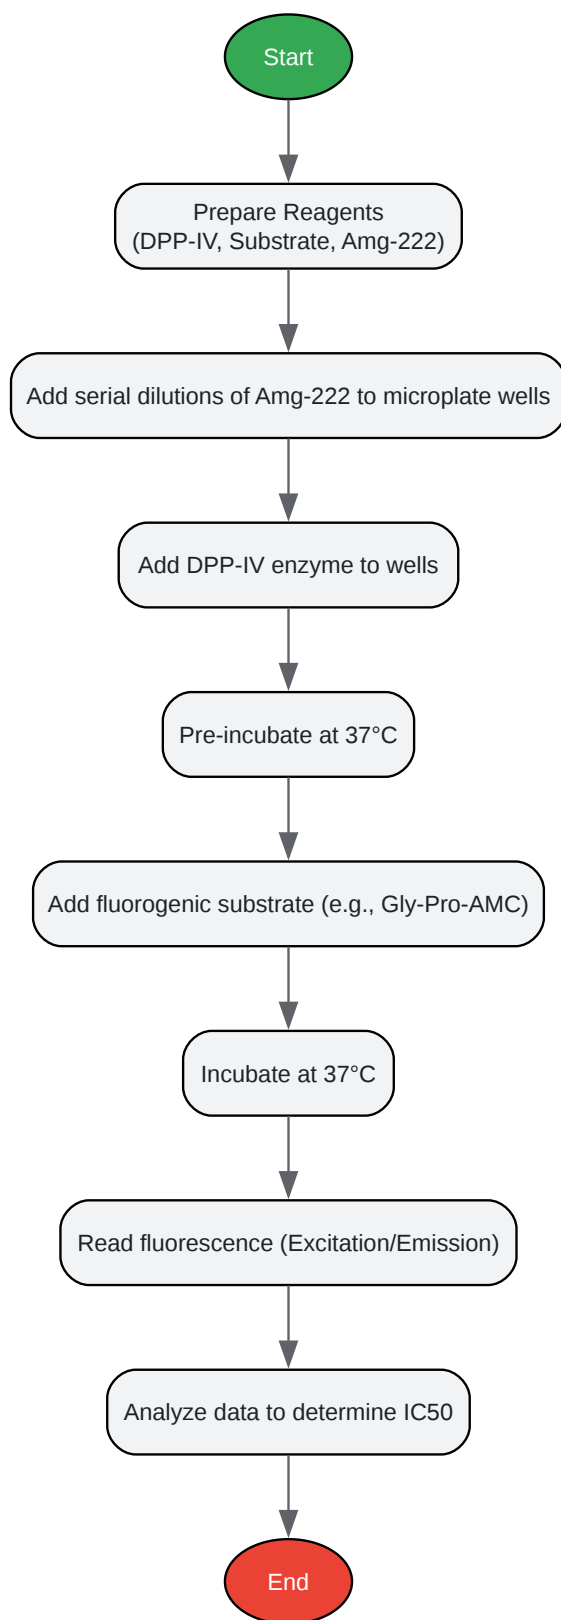 Start
Prepare Reagents
(DPP-IV, Substrate, Amg-222)
Add serial dilutions of Amg-222 to microplate wells
Add DPP-IV enzyme to wells
Pre-incubate at 37°C
Add fluorogenic substrate (e.g., Gly-Pro-AMC)
Incubate at 37°C
Read fluorescence (Excitation/Emission)
Analyze data to determine IC50
End